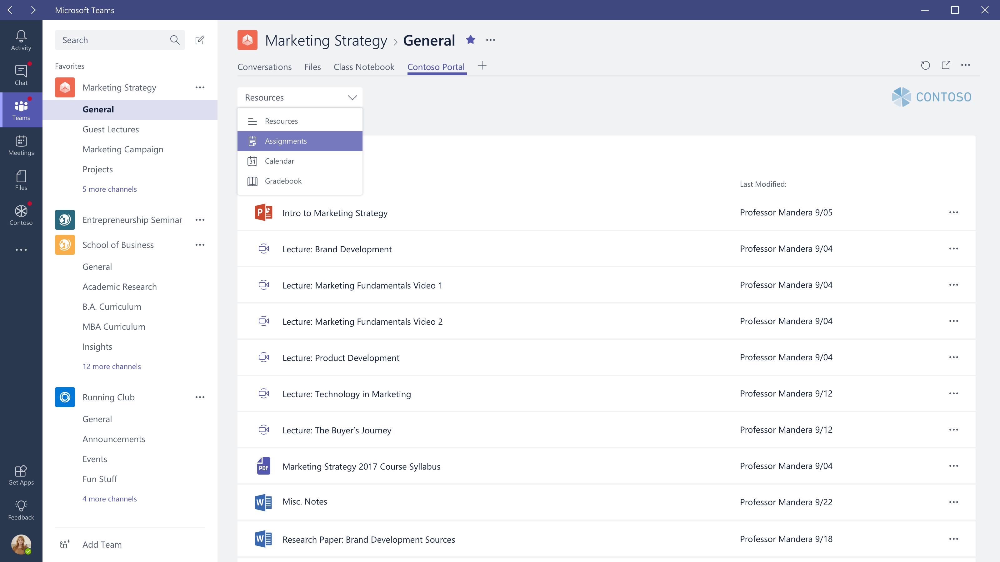 Microsoft Teams
Activity
Chat
Teams
Meetings
Files
Contoso
Get Apps
Feedback
Search
Favorites
Marketing Strategy
General
Guest Lectures
Marketing Campaign
Projects
5 more channels
Entrepreneurship Seminar
School of Business
General
Academic Research
B.A. Curriculum
MBA Curriculum
Insights
12 more channels
Running Club
General
Announcements
Events
Fun Stuff
4 more channels
Add Team
Marketing Strategy > General
Conversations Files Class Notebook Contoso Portal
Resources
CONTOSO
Resources
Assignments
31 Calendar
Gradebook
Last Modified:
P Intro to Marketing Strategy Professor Mandera 9/05
Lecture: Brand Development Professor Mandera 9/04
Lecture: Marketing Fundamentals Video 1 Professor Mandera 9/04
Lecture: Marketing Fundamentals Video 2 Professor Mandera 9/04
Lecture: Product Development Professor Mandera 9/04
Lecture: Technology in Marketing Professor Mandera 9/12
Lecture: The Buyer’s Journey Professor Mandera 9/12
PDF Marketing Strategy 2017 Course Syllabus Professor Mandera 9/04
W Misc. Notes Professor Mandera 9/22
W Research Paper: Brand Development Sources Professor Mandera 9/18